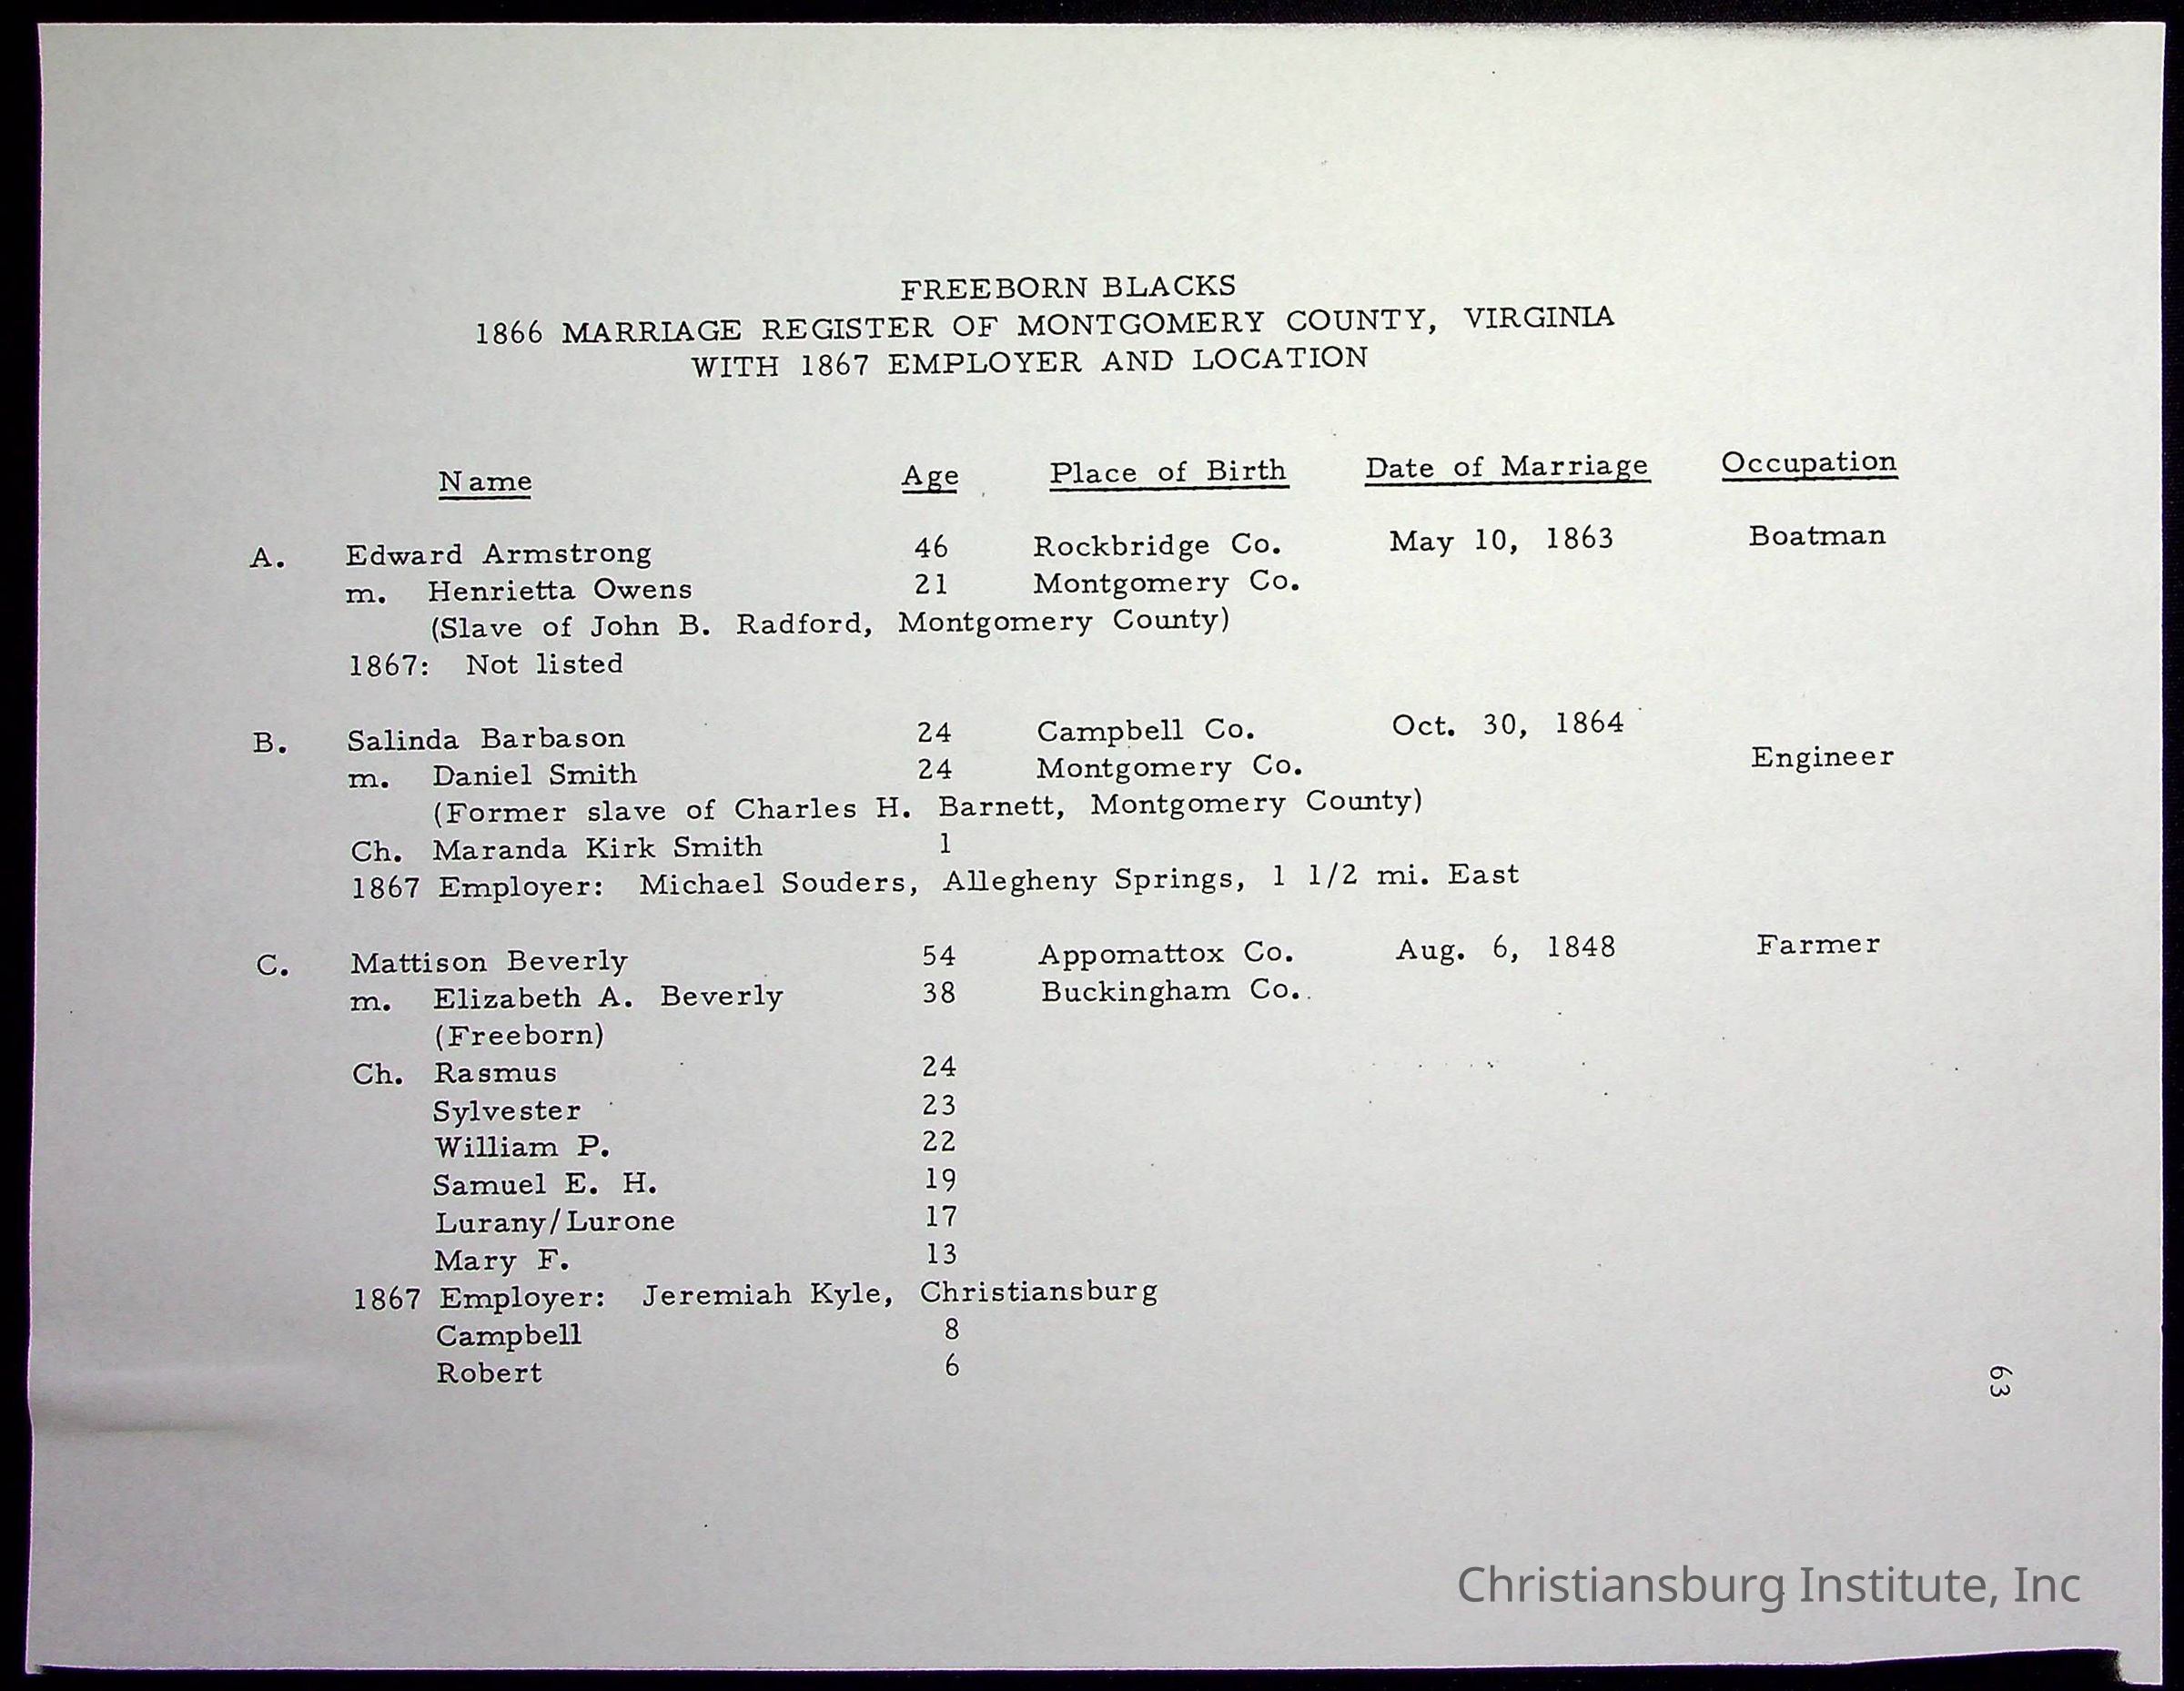 FREEBORN BLACKS
1866 MARRIAGE REGISTER OF MONTGOMERY COUNTY, VIRGINIA
WITH 1867 EMPLOYER AND LOCATION
Name Age Place of Birth Date of Marriage Occupation
A. Edward Armstrong 46 Rockbridge Co. May 10, 1863 Boatman
m. Henrietta Owens 21 Montgomery Co.
(Slave of John B. Radford, Montgomery County)
1867: Not listed
B. Salinda Barbason 24 Campbell Co. Oct. 30, 1864
m. Daniel Smith 24 Montgomery Co. Engineer
(Former slave of Charles H. Barnett, Montgomery County)
Ch. Maranda Kirk Smith 1
1867 Employer: Michael Souders, Allegheny Springs, 1 1/2 mi. East
C. Mattison Beverly 54 Appomattox Co. Aug. 6, 1848 Farmer
m. Elizabeth A. Beverly 38 Buckingham Co.
(Freeborn)
Ch. Rasmus 24
Sylvester 23
William P. 22
Samuel E. H. 19
Lurany/Lurone 17
Mary F. 13
1867 Employer: Jeremiah Kyle, Christiansburg
Campbell 8
Robert 6
63
Christiansburg Institute, Inc